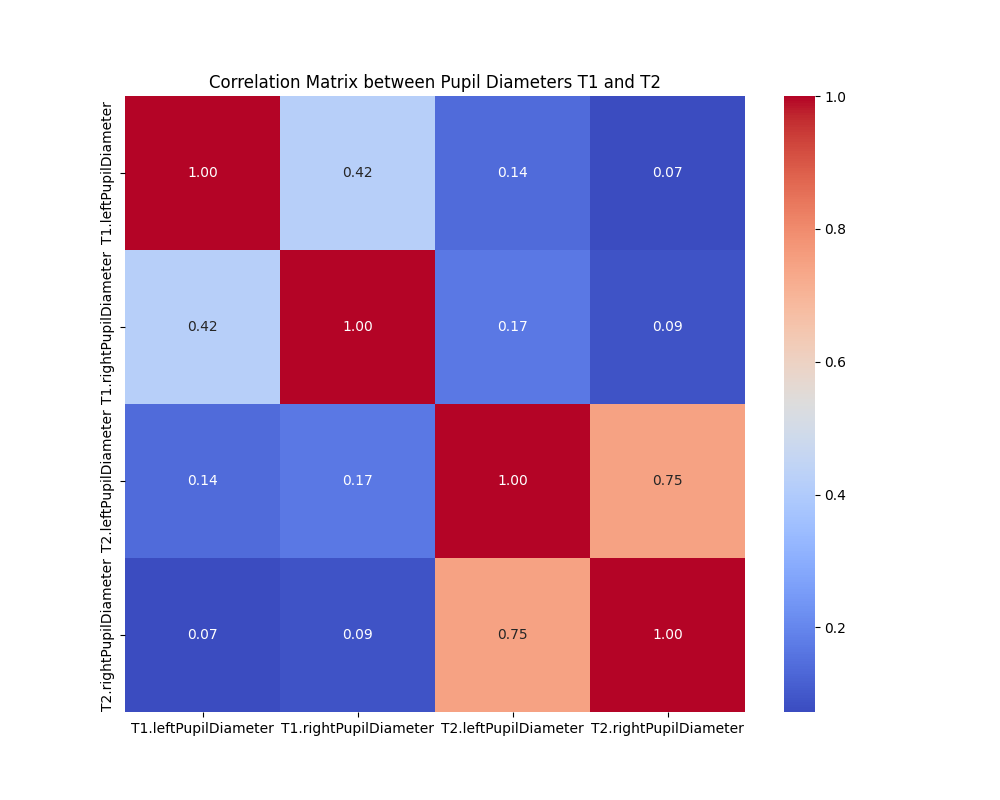 Correlation Matrix between Pupil Diameters T1 and T2
T1.leftPupilDiameter
1.00 0.42 0.14 0.07
T1.rightPupilDiameter
0.42 1.00 0.17 0.09
T2.leftPupilDiameter
0.14 0.17 1.00 0.75
T2.rightPupilDiameter
0.07 0.09 0.75 1.00
T1.leftPupilDiameter T1.rightPupilDiameter T2.leftPupilDiameter T2.rightPupilDiameter
1.0
0.8
0.6
0.4
0.2